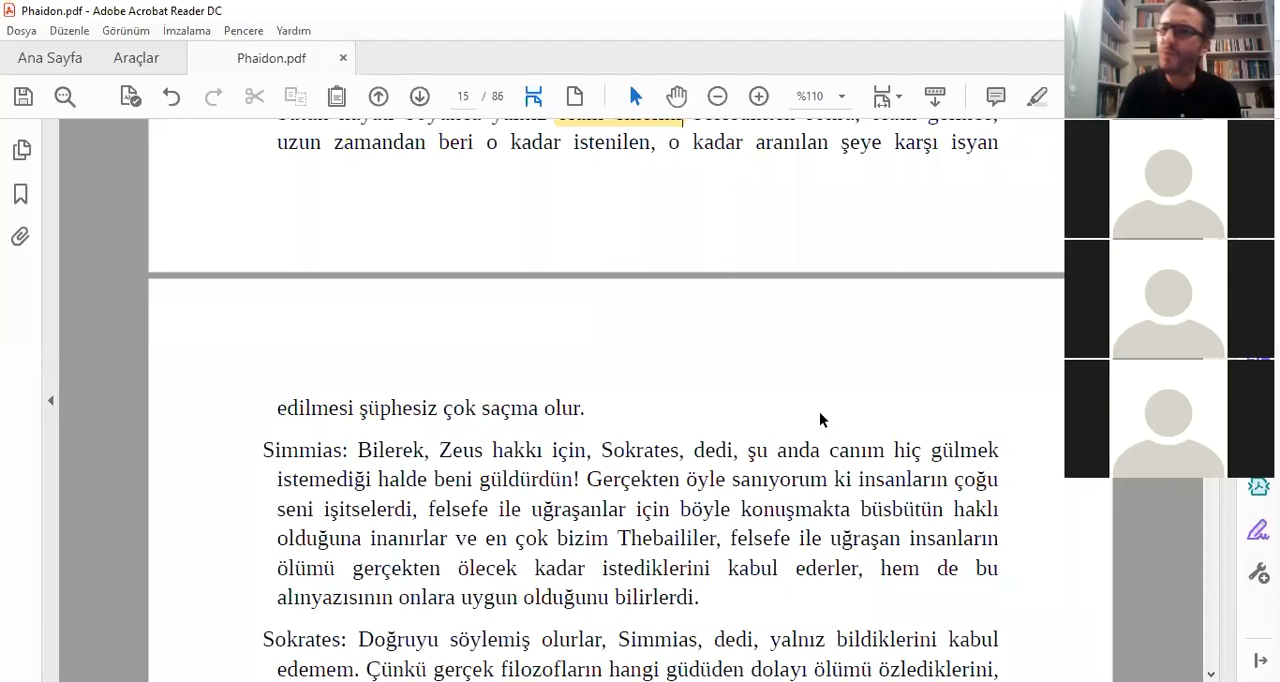 Phaidon.pdf - Adobe Acrobat Reader DC
Dosya Düzenle Görünüm İmzalama Pencere Yardım
Ana Sayfa Araçlar Phaidon.pdf ×
15 / 86 %110
uzun zamandan beri o kadar istenilen, o kadar aranılan şeye karşı isyan
edilmesi şüphesiz çok saçma olur.
Simmias: Bilerek, Zeus hakkı için, Sokrates, dedi, şu anda canım hiç gülmek
istemediği halde beni güldürdün! Gerçekten öyle sanıyorum ki insanların çoğu
seni işitselerdi, felsefe ile uğraşanlar için böyle konuşmakta büsbütün haklı
olduğuna inanırlar ve en çok bizim Thebaililer, felsefe ile uğraşan insanların
ölümü gerçekten ölecek kadar istediklerini kabul ederler, hem de bu
alınyazısının onlara uygun olduğunu bilirlerdi.
Sokrates: Doğruyu söylemiş olurlar, Simmias, dedi, yalnız bildiklerini kabul
edemem. Çünkü gerçek filozofların hangi güdüden dolayı ölümü özlediklerini,